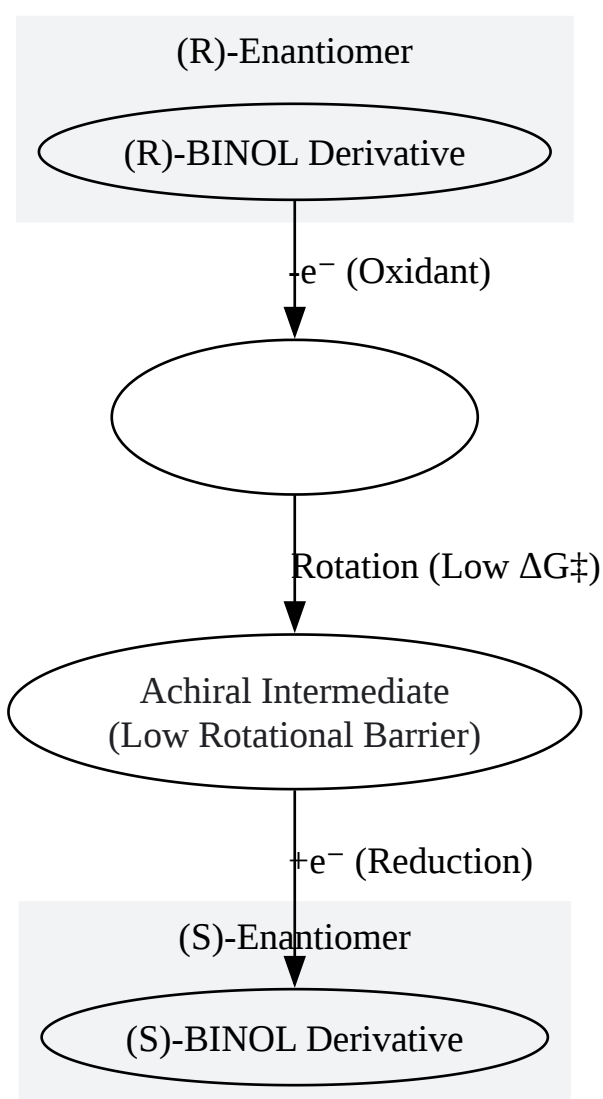 (R)-Enantiomer
(R)-BINOL Derivative
-e⁻ (Oxidant)
Rotation (Low ΔG‡)
Achiral Intermediate
(Low Rotational Barrier)
+e⁻ (Reduction)
(S)-Enantiomer
(S)-BINOL Derivative